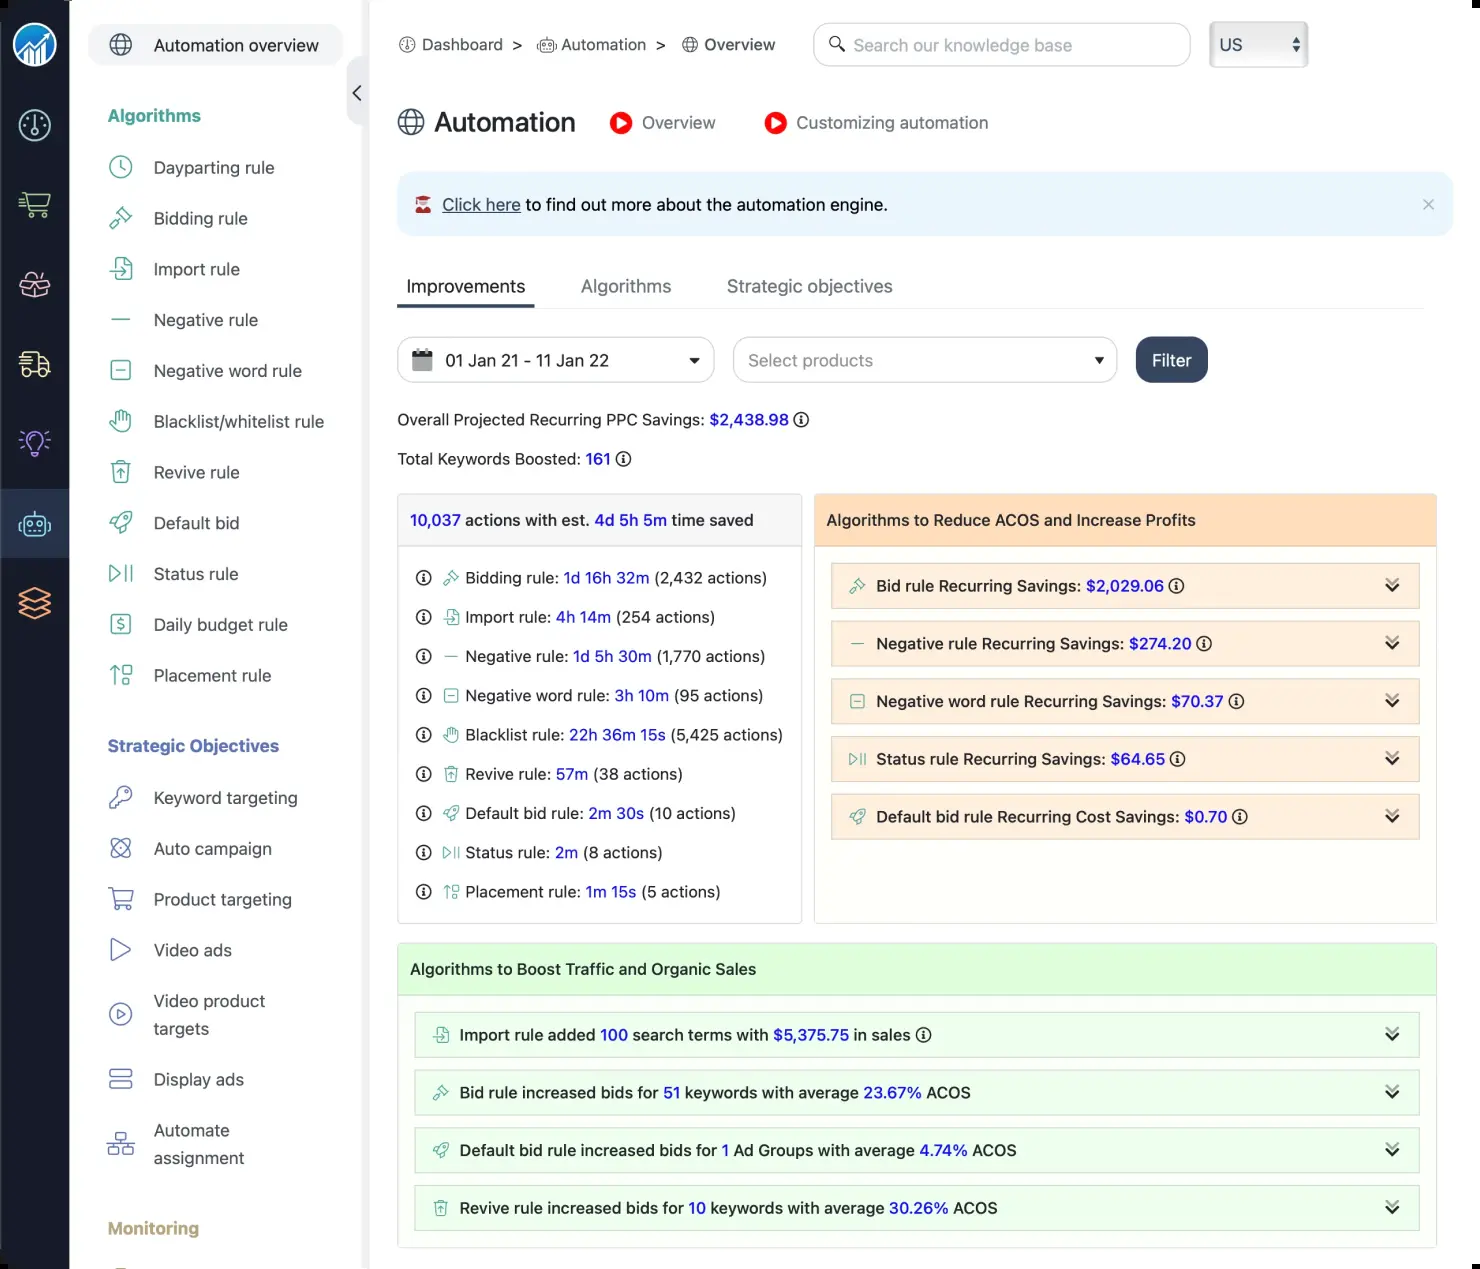 Automation overview
Algorithms
Dayparting rule
Bidding rule
Import rule
Negative rule
Negative word rule
Blacklist/whitelist rule
Revive rule
Default bid
Status rule
Daily budget rule
Placement rule
Strategic Objectives
Keyword targeting
Auto campaign
Product targeting
Video ads
Video product
targets
Display ads
Automate
assignment
Monitoring
Dashboard > Automation > Overview
Search our knowledge base
US
Automation
Overview
Customizing automation
Click here to find out more about the automation engine.
Improvements
Algorithms
Strategic objectives
01 Jan 21 - 11 Jan 22
Select products
Filter
Overall Projected Recurring PPC Savings: $2,438.98
Total Keywords Boosted: 161
10,037 actions with est. 4d 5h 5m time saved
Bidding rule: 1d 16h 32m (2,432 actions)
Import rule: 4h 14m (254 actions)
Negative rule: 1d 5h 30m (1,770 actions)
Negative word rule: 3h 10m (95 actions)
Blacklist rule: 22h 36m 15s (5,425 actions)
Revive rule: 57m (38 actions)
Default bid rule: 2m 30s (10 actions)
Status rule: 2m (8 actions)
Placement rule: 1m 15s (5 actions)
Algorithms to Reduce ACOS and Increase Profits
Bid rule Recurring Savings: $2,029.06
Negative rule Recurring Savings: $274.20
Negative word rule Recurring Savings: $70.37
Status rule Recurring Savings: $64.65
Default bid rule Recurring Cost Savings: $0.70
Algorithms to Boost Traffic and Organic Sales
Import rule added 100 search terms with $5,375.75 in sales
Bid rule increased bids for 51 keywords with average 23.67% ACOS
Default bid rule increased bids for 1 Ad Groups with average 4.74% ACOS
Revive rule increased bids for 10 keywords with average 30.26% ACOS